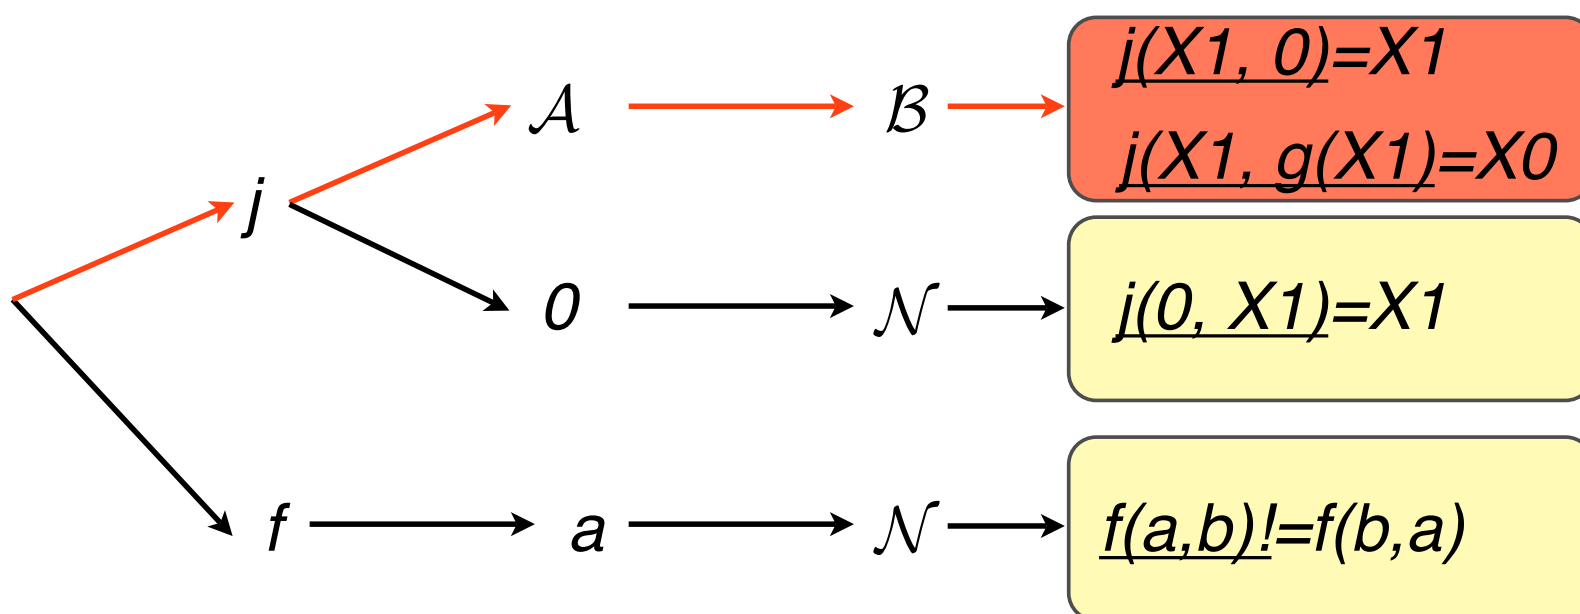 j(X1, 0)=X1
𝒜 ℬ
j(X1, g(X1)=X0
j
0 𝒩 j(0, X1)=X1
f a 𝒩 f(a,b)!=f(b,a)